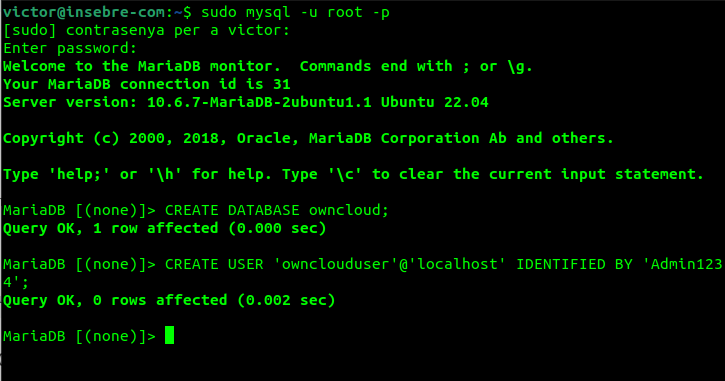 victor@insebre-com:~$ sudo mysql -u root -p
[sudo] contrasenya per a victor:
Enter password:
Welcome to the MariaDB monitor.  Commands end with ; or \g.
Your MariaDB connection id is 31
Server version: 10.6.7-MariaDB-2ubuntu1.1 Ubuntu 22.04
Copyright (c) 2000, 2018, Oracle, MariaDB Corporation Ab and others.
Type 'help;' or '\h' for help. Type '\c' to clear the current input statement.
MariaDB [(none)]> CREATE DATABASE owncloud;
Query OK, 1 row affected (0.000 sec)
MariaDB [(none)]> CREATE USER 'ownclouduser'@'localhost' IDENTIFIED BY 'Admin123
4';
Query OK, 0 rows affected (0.002 sec)
MariaDB [(none)]>